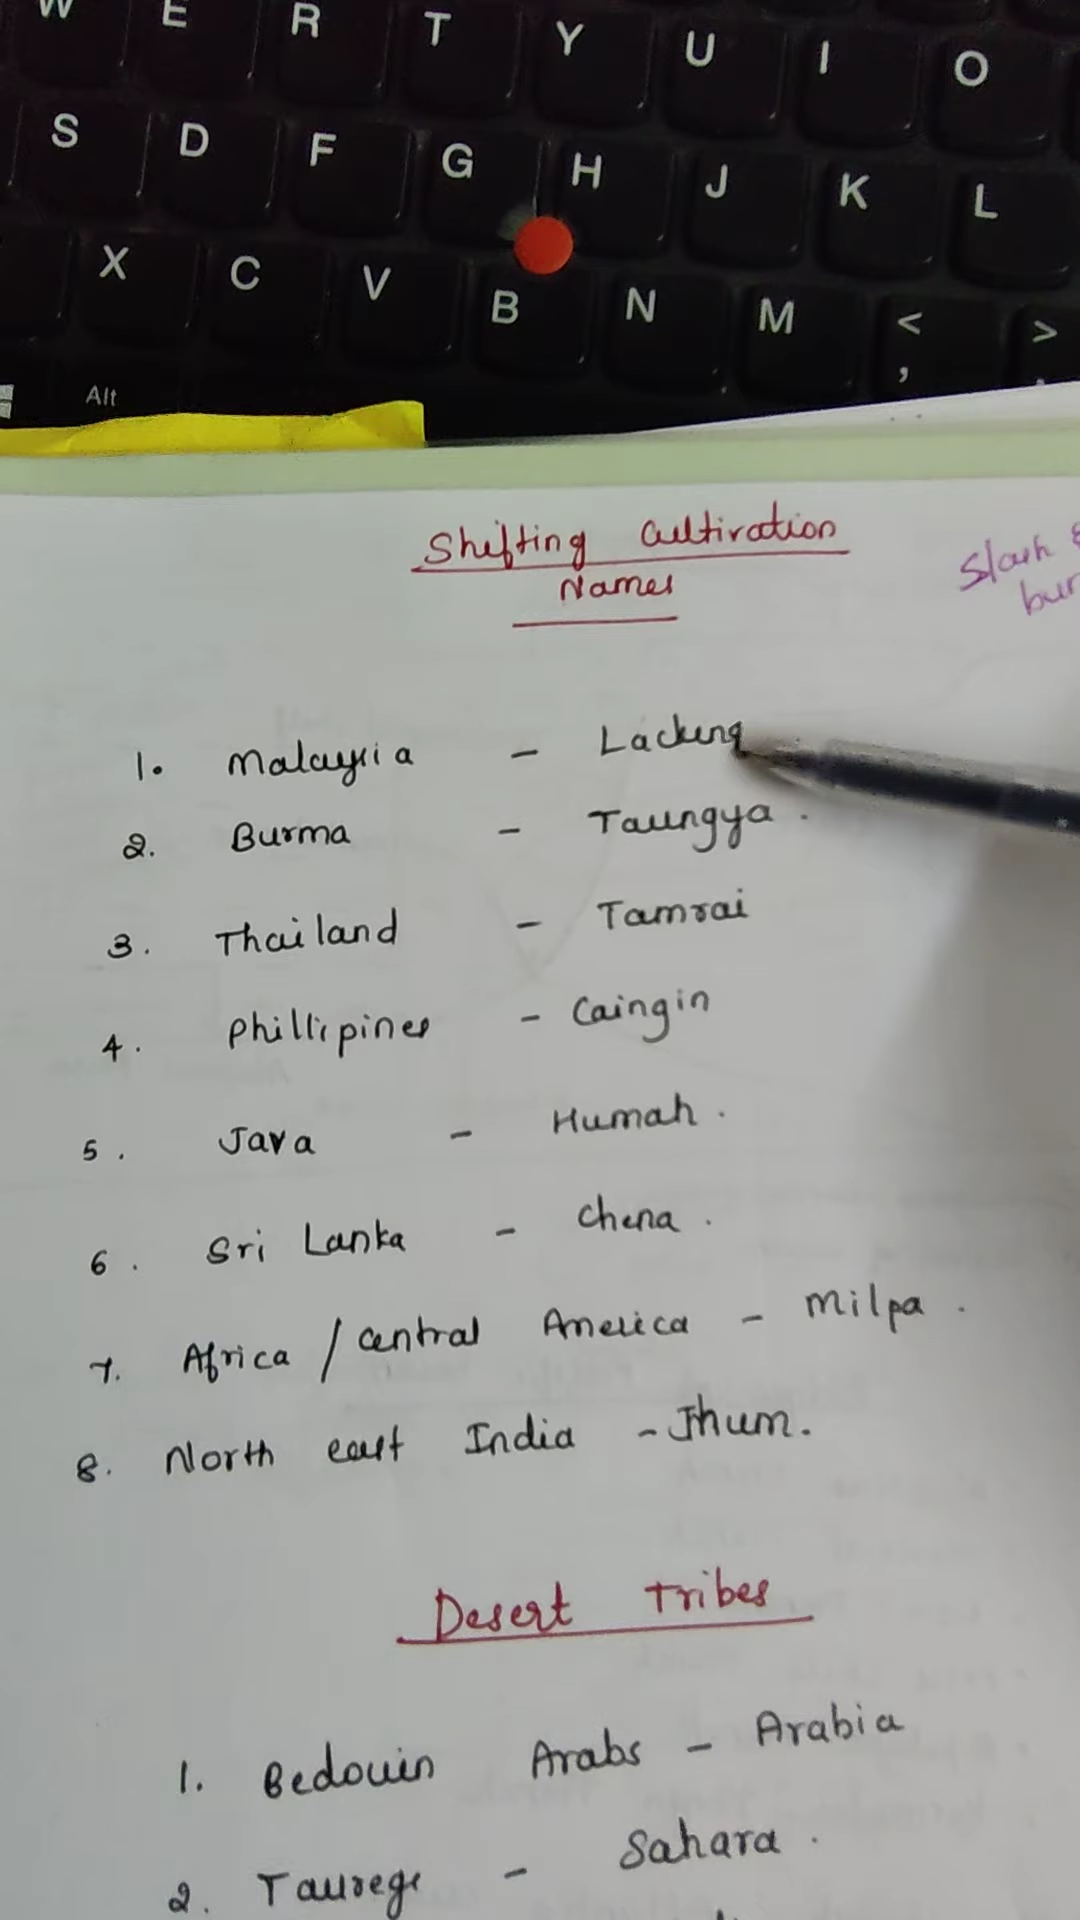 W E R T Y U I O
S D F G H J K L
X C V B N M < >
, .
Alt
Shifting Cultivation
Names
Slash &
bur
1. Malaysia - Lacking
2. Burma - Taungya.
3. Thailand - Tamrai
4. Phillipines - Caingin
5. Java - Humah.
6. Sri Lanka - Chena.
7. Africa / Central America - Milpa.
8. North east India - Jhum.
Desert Tribes
1. Bedouin Arabs - Arabia
2. Tauregs - Sahara.